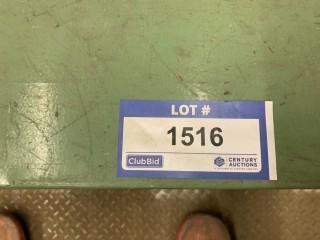 LOT #
1516
ClubBid
CENTURY
AUCTIONS